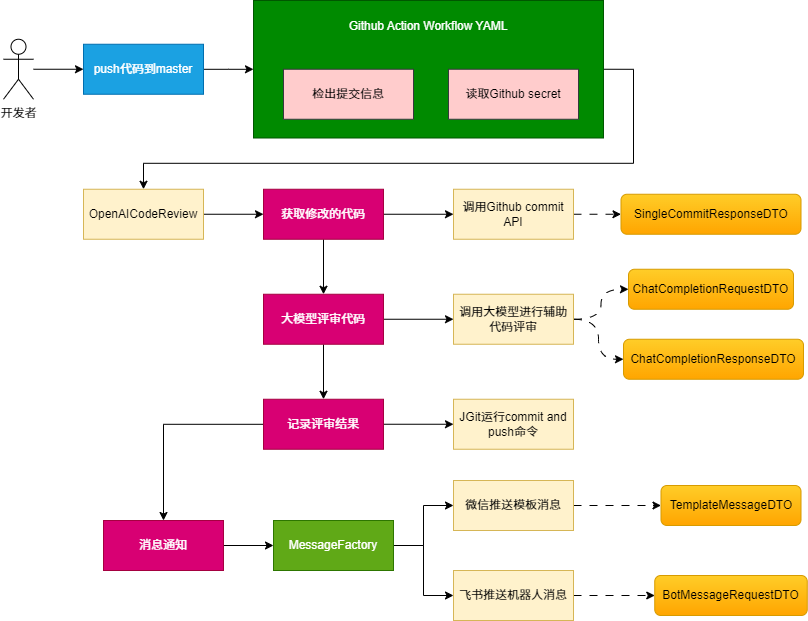 Github Action Workflow YAML
开发者
push代码到master
检出提交信息
读取Github secret
OpenAICodeReview
获取修改的代码
调用Github commit
API
SingleCommitResponseDTO
大模型评审代码
调用大模型进行辅助
代码评审
ChatCompletionRequestDTO
ChatCompletionResponseDTO
记录评审结果
JGit运行commit and
push命令
消息通知
MessageFactory
微信推送模板消息
TemplateMessageDTO
飞书推送机器人消息
BotMessageRequestDTO